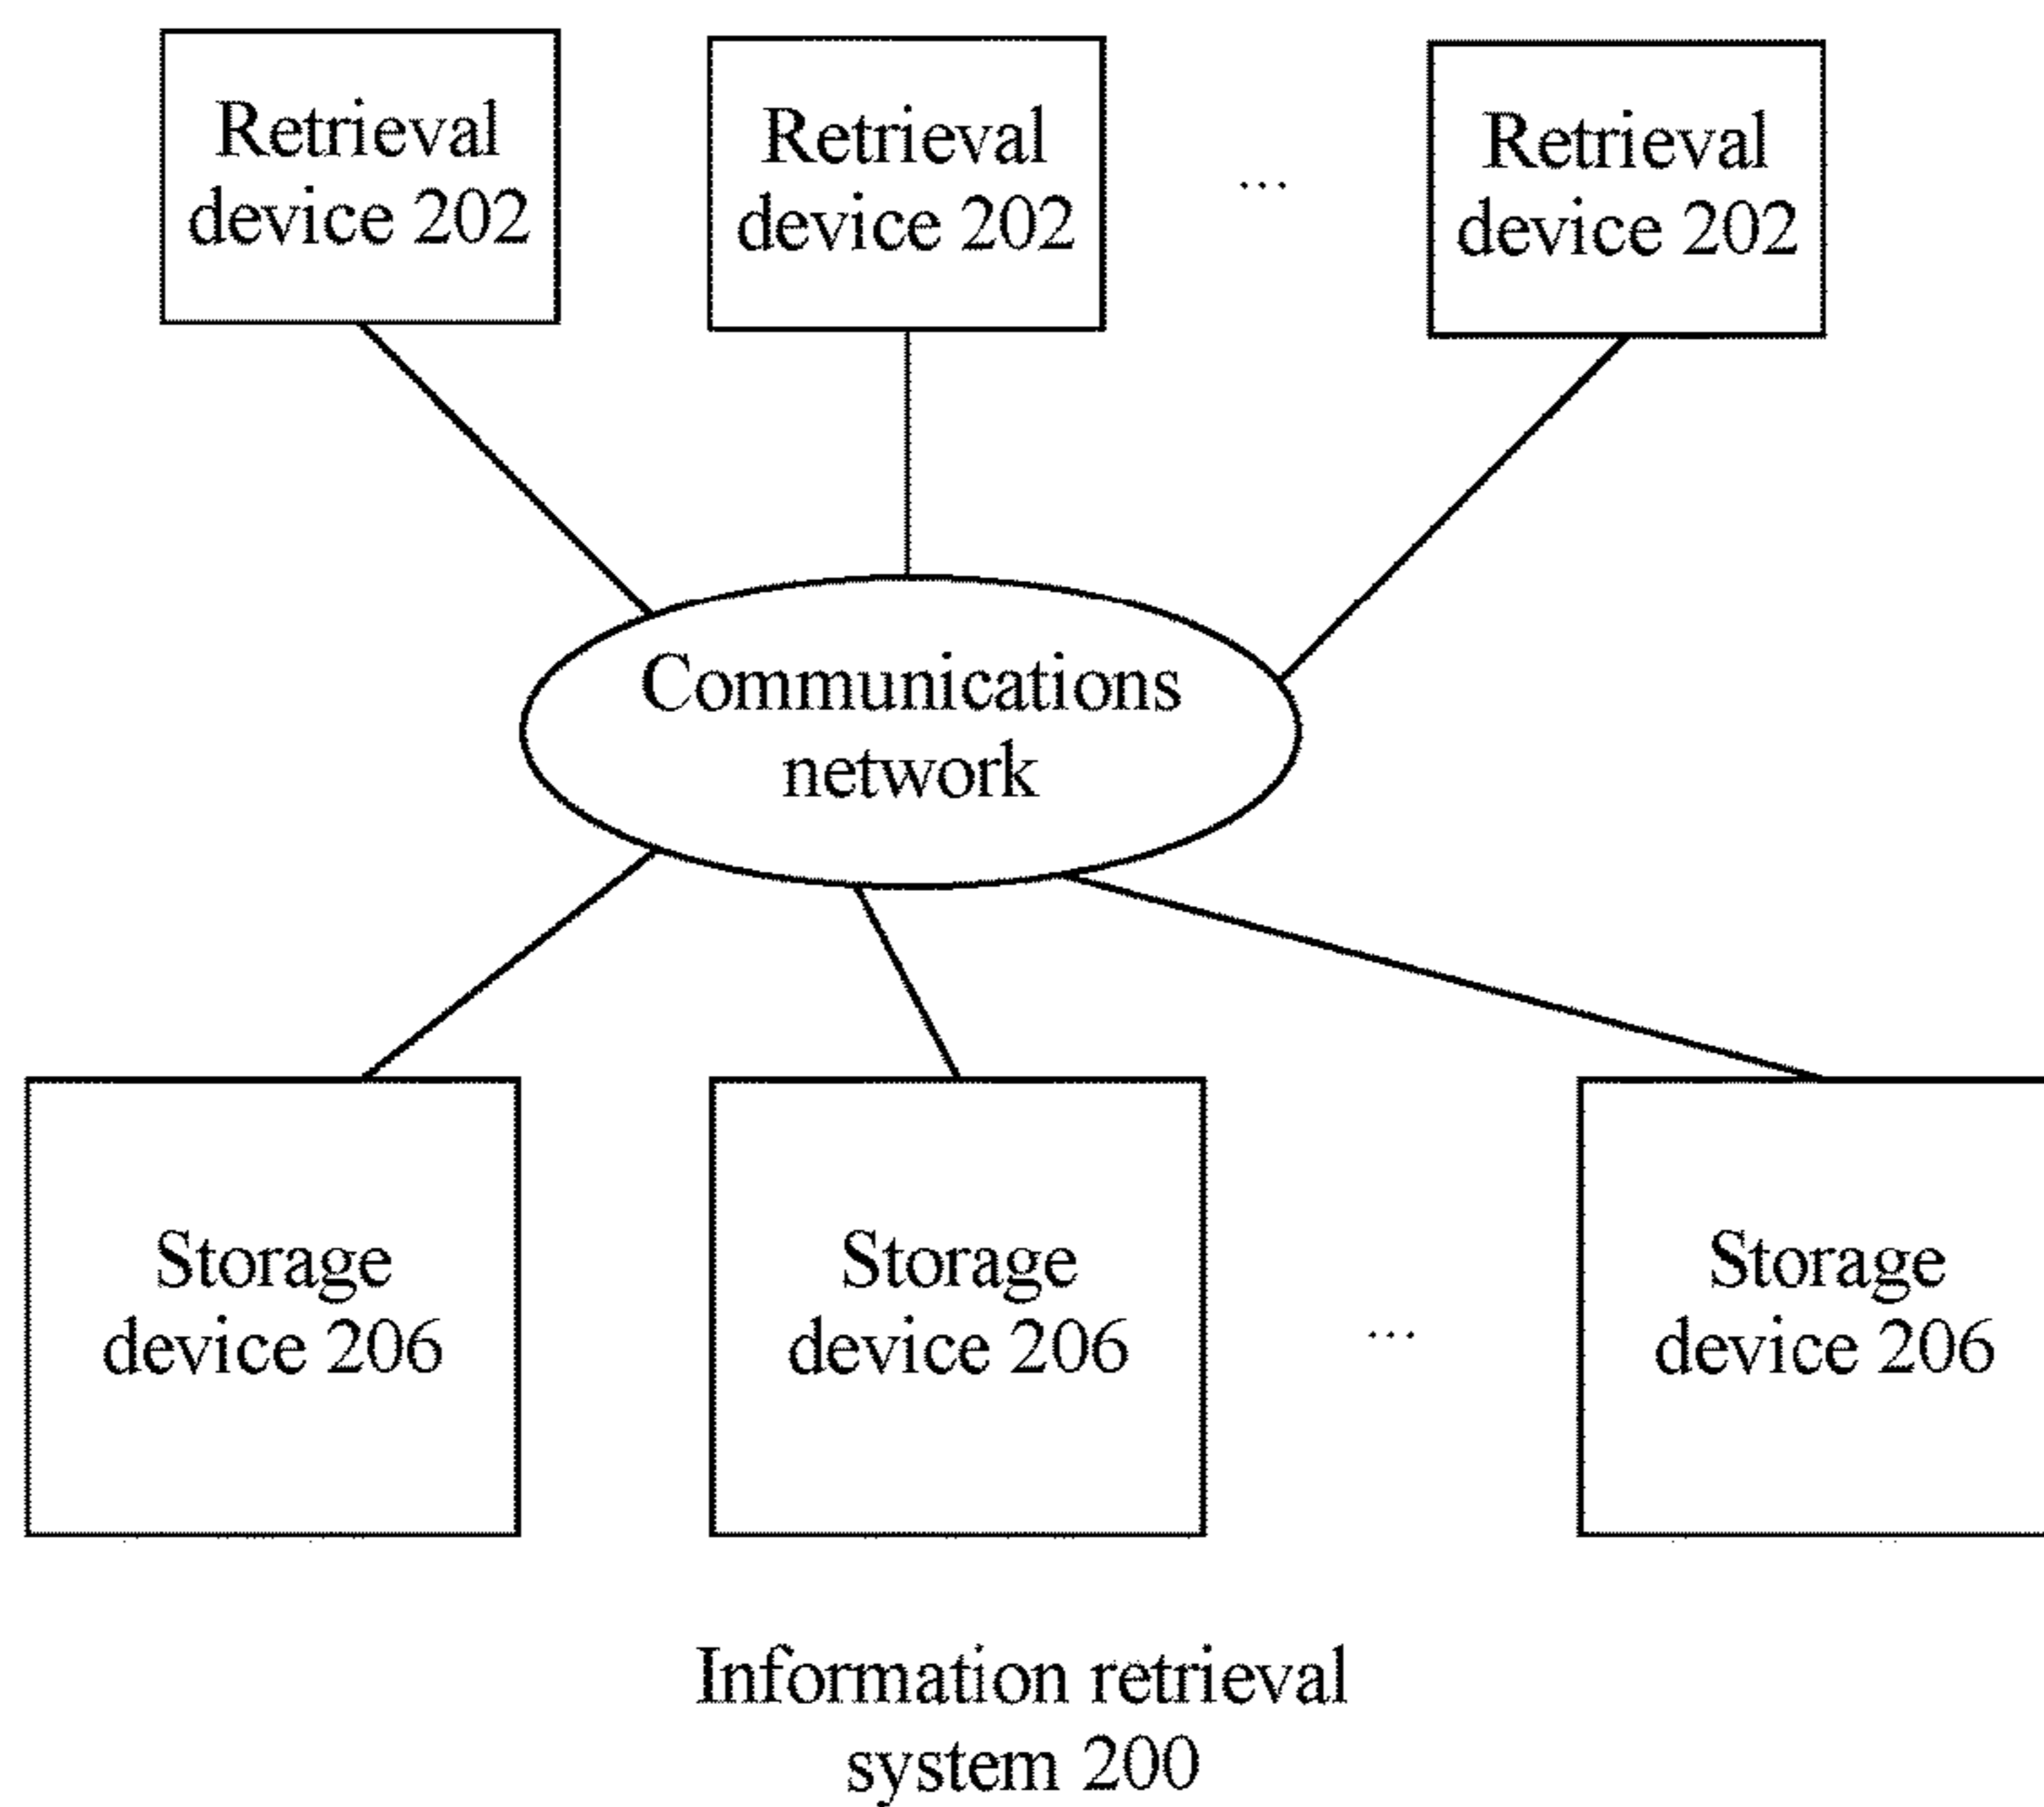 Retrieval
device 202
Retrieval
device 202
...
Retrieval
device 202
Communications
network
Storage
device 206
Storage
device 206
...
Storage
device 206
Information retrieval
system 200